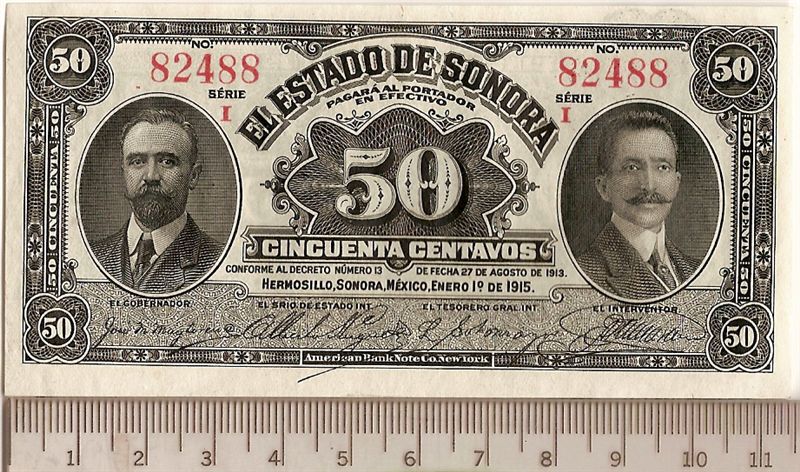 50 50
No. No.
82488 82488
SÉRIE SÉRIE
I I
EL ESTADO DE SONORA
PAGARÁ AL PORTADOR
EN EFECTIVO
50
CINCUENTA 50
CINCUENTA 50
50
CINCUENTA CENTAVOS
CONFORME AL DECRETO NÚMERO 13 DE FECHA 27 DE AGOSTO DE 1913.
HERMOSILLO, SONORA, MÉXICO, ENERO 1º DE 1915.
EL GOBERNADOR EL SRIO DE ESTADO INT. EL TESORERO GRAL INT. EL INTERVENTOR
50 50
American Bank Note Co. New York
1 2 3 4 5 6 7 8 9 10 11